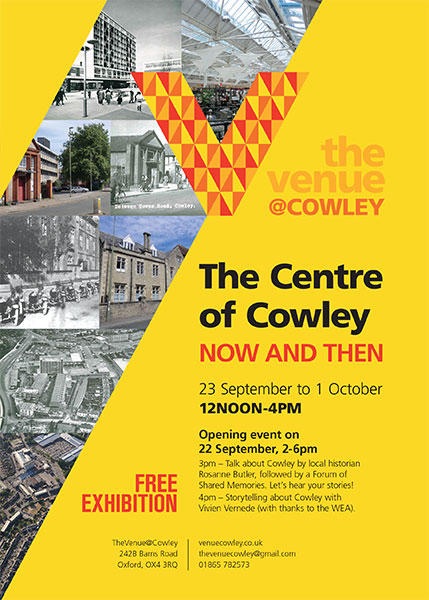 Between Towns Road, Cowley.
the
venue
@COWLEY
The Centre
of Cowley
NOW AND THEN
23 September to 1 October
12NOON-4PM
Opening event on
22 September, 2-6pm
3pm – Talk about Cowley by local historian
Rosanne Butler, followed by a Forum of
Shared Memories. Let's hear your stories!
4pm – Storytelling about Cowley with
Vivien Vernede (with thanks to the WEA).
FREE
EXHIBITION
TheVenue@Cowley
242B Barns Road
Oxford, OX4 3RQ
venuecowley.co.uk
thevenuecowley@gmail.com
01865 782573